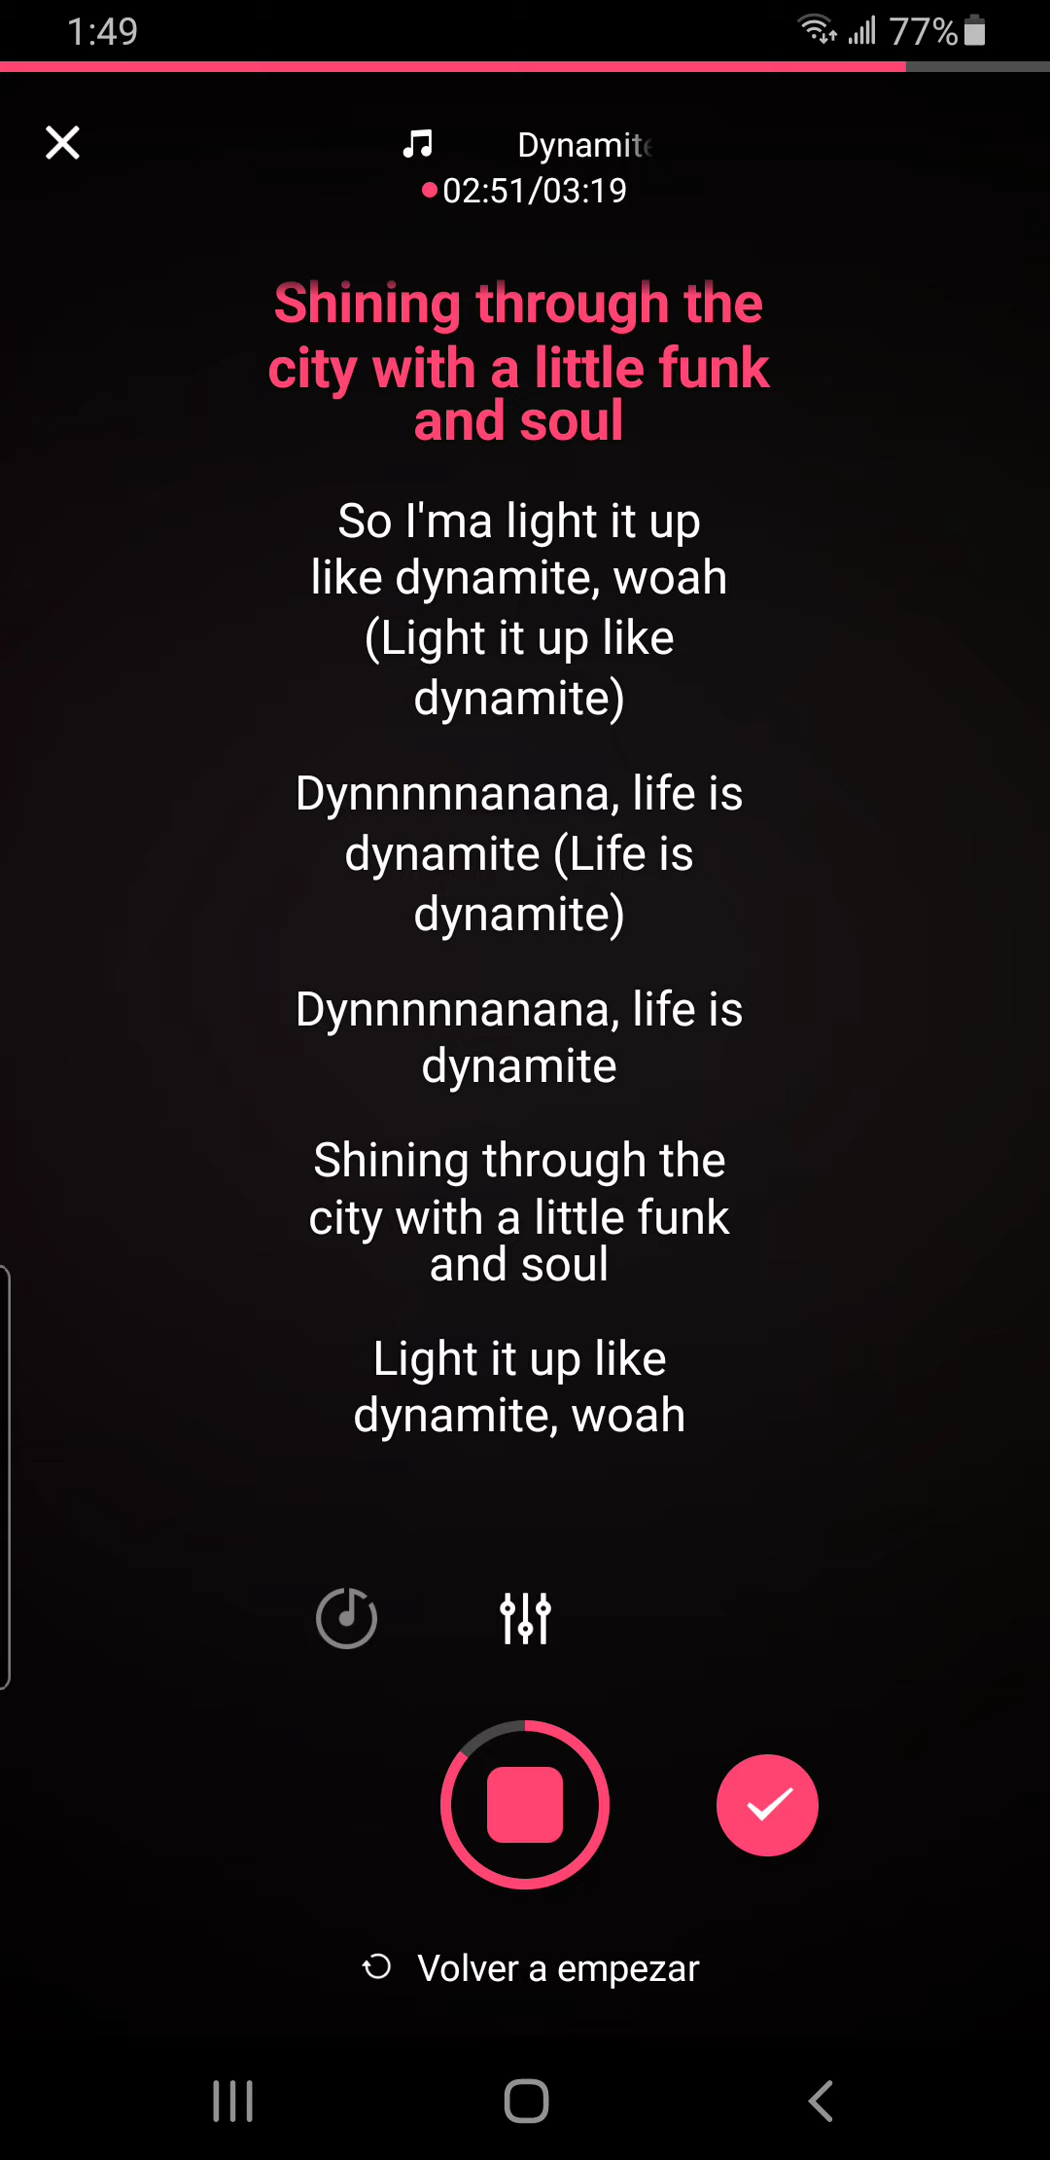 1:49
77%
Dynamite
02:51/03:19
Shining through the
city with a little funk
and soul
So I'ma light it up
like dynamite, woah
(Light it up like
dynamite)
Dynnnnnanana, life is
dynamite (Life is
dynamite)
Dynnnnnanana, life is
dynamite
Shining through the
city with a little funk
and soul
Light it up like
dynamite, woah
Volver a empezar